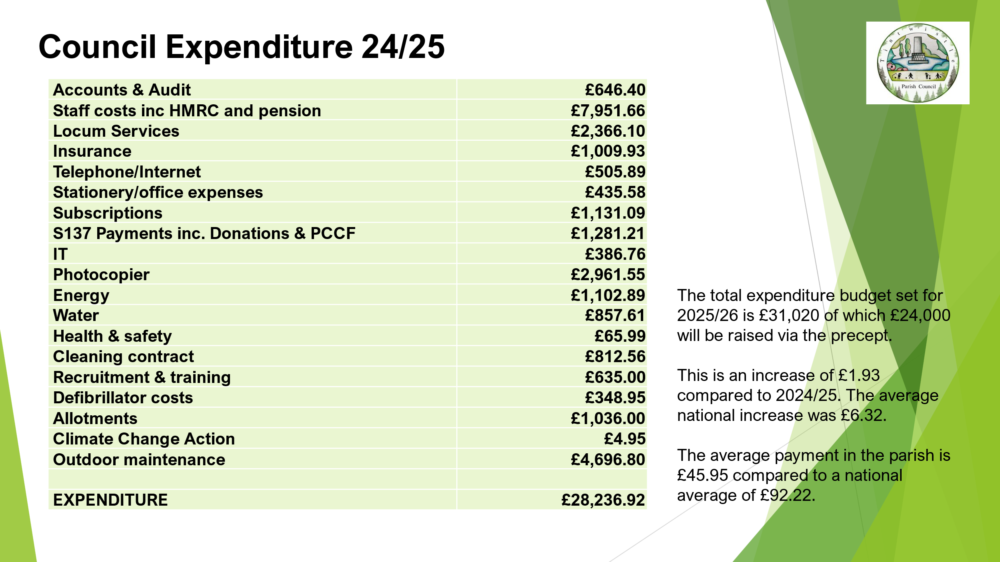 Council Expenditure 24/25
Tintwistle
Parish Council
Accounts & Audit £646.40
Staff costs inc HMRC and pension £7,951.66
Locum Services £2,366.10
Insurance £1,009.93
Telephone/Internet £505.89
Stationery/office expenses £435.58
Subscriptions £1,131.09
S137 Payments inc. Donations & PCCF £1,281.21
IT £386.76
Photocopier £2,961.55
Energy £1,102.89
Water £857.61
Health & safety £65.99
Cleaning contract £812.56
Recruitment & training £635.00
Defibrillator costs £348.95
Allotments £1,036.00
Climate Change Action £4.95
Outdoor maintenance £4,696.80
EXPENDITURE £28,236.92
The total expenditure budget set for
2025/26 is £31,020 of which £24,000
will be raised via the precept.
This is an increase of £1.93
compared to 2024/25. The average
national increase was £6.32.
The average payment in the parish is
£45.95 compared to a national
average of £92.22.